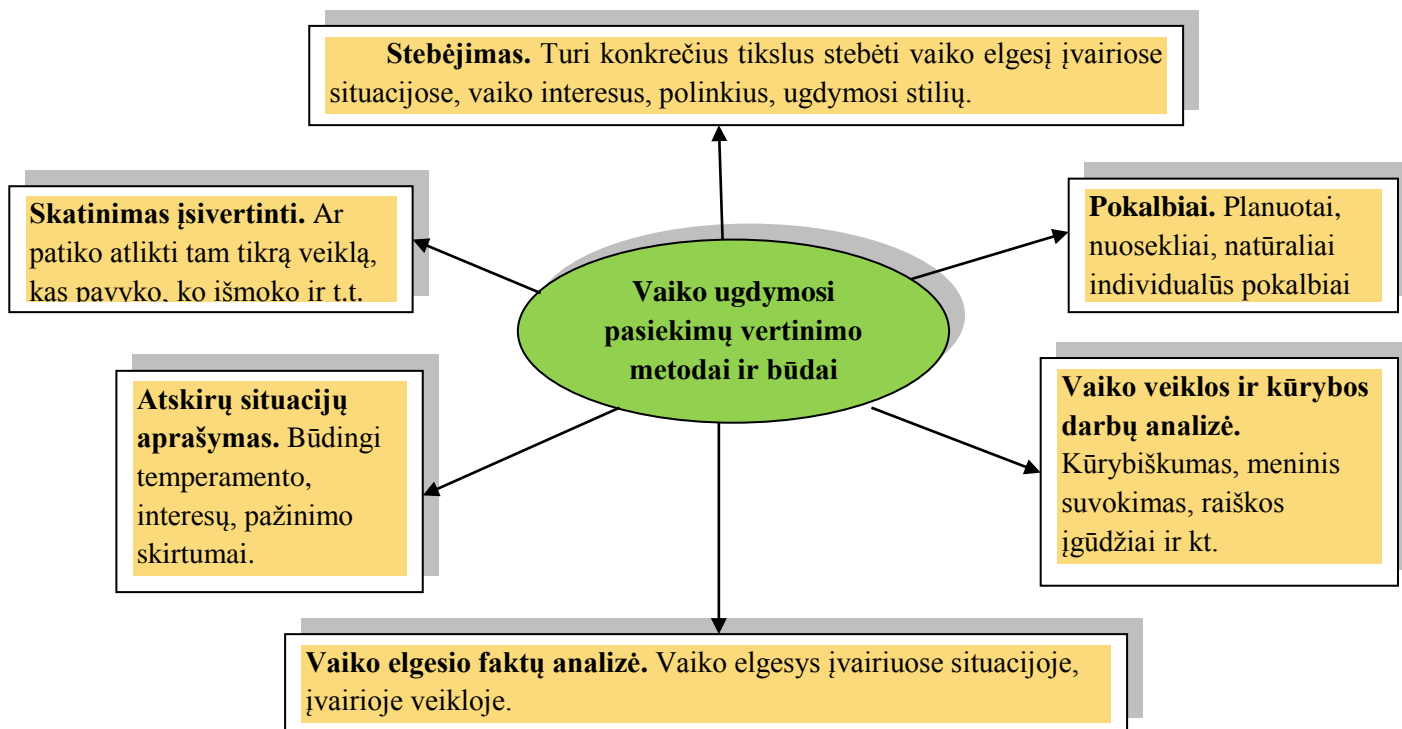 Stebėjimas. Turi konkrečius tikslus stebėti vaiko elgesį įvairiose
situacijose, vaiko interesus, polinkius, ugdymosi stilių.
Skatinimas įsivertinti. Ar
patiko atlikti tam tikrą veiklą,
kas pavyko, ko išmoko ir t.t.
Pokalbiai. Planuotai,
nuosekliai, natūraliai
individualūs pokalbiai
Vaiko ugdymosi
pasiekimų vertinimo
metodai ir būdai
Atskirų situacijų
aprašymas. Būdingi
temperamento,
interesų, pažinimo
skirtumai.
Vaiko veiklos ir kūrybos
darbų analizė.
Kūrybiškumas, meninis
suvokimas, raiškos
įgūdžiai ir kt.
Vaiko elgesio faktų analizė. Vaiko elgesys įvairiuose situacijoje,
įvairioje veikloje.